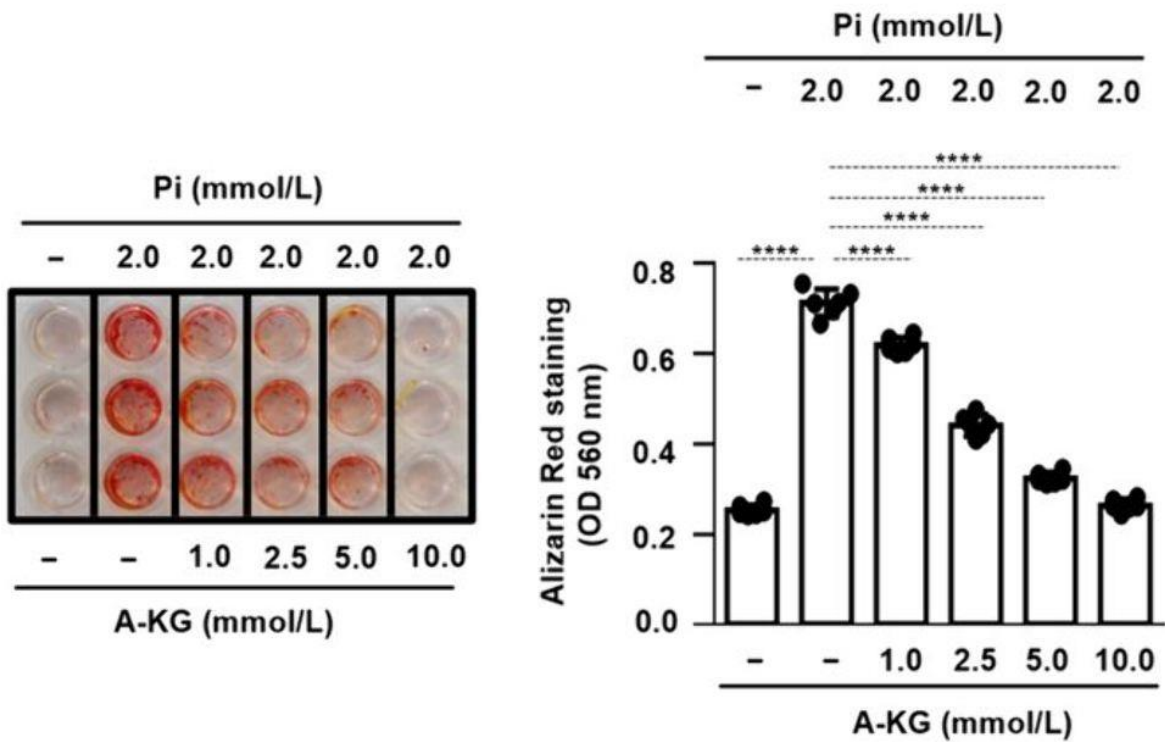 Pi (mmol/L)
– 2.0 2.0 2.0 2.0 2.0
– – 1.0 2.5 5.0 10.0
A-KG (mmol/L)
Pi (mmol/L)
– 2.0 2.0 2.0 2.0 2.0
****
****
****
**** ****
Alizarin Red staining
(OD 560 nm)
0.8
0.6
0.4
0.2
0.0
– – 1.0 2.5 5.0 10.0
A-KG (mmol/L)